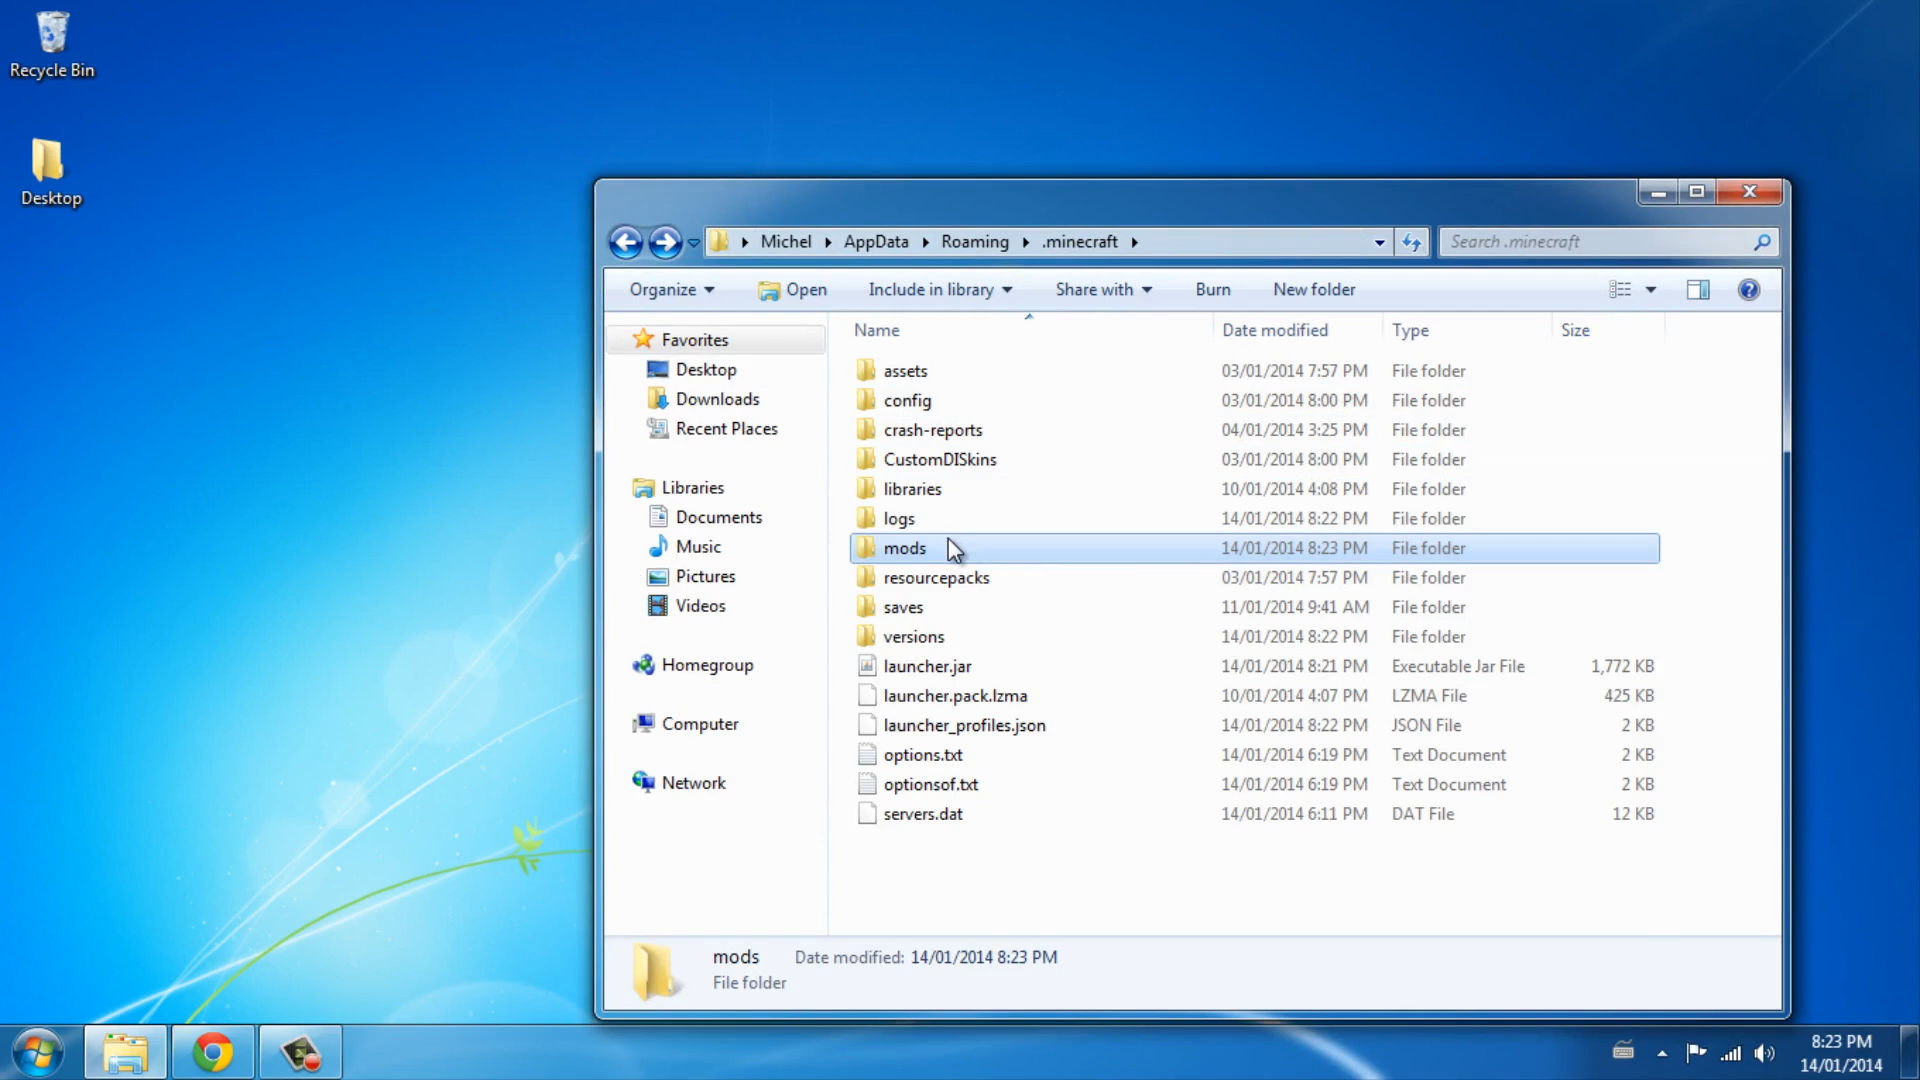 Recycle Bin
Desktop
Michel AppData Roaming .minecraft
Search .minecraft
Organize Open Include in library Share with Burn New folder
Name Date modified Type Size
Favorites
Desktop
Downloads
Recent Places
Libraries
Documents
Music
Pictures
Videos
Homegroup
Computer
Network
assets 03/01/2014 7:57 PM File folder
config 03/01/2014 8:00 PM File folder
crash-reports 04/01/2014 3:25 PM File folder
CustomDISkins 03/01/2014 8:00 PM File folder
libraries 10/01/2014 4:08 PM File folder
logs 14/01/2014 8:22 PM File folder
mods 14/01/2014 8:23 PM File folder
resourcepacks 03/01/2014 7:57 PM File folder
saves 11/01/2014 9:41 AM File folder
versions 14/01/2014 8:22 PM File folder
launcher.jar 14/01/2014 8:21 PM Executable Jar File 1,772 KB
launcher.pack.lzma 10/01/2014 4:07 PM LZMA File 425 KB
launcher_profiles.json 14/01/2014 8:22 PM JSON File 2 KB
options.txt 14/01/2014 6:19 PM Text Document 2 KB
optionsof.txt 14/01/2014 6:19 PM Text Document 2 KB
servers.dat 14/01/2014 6:11 PM DAT File 12 KB
mods Date modified: 14/01/2014 8:23 PM
File folder
8:23 PM
14/01/2014